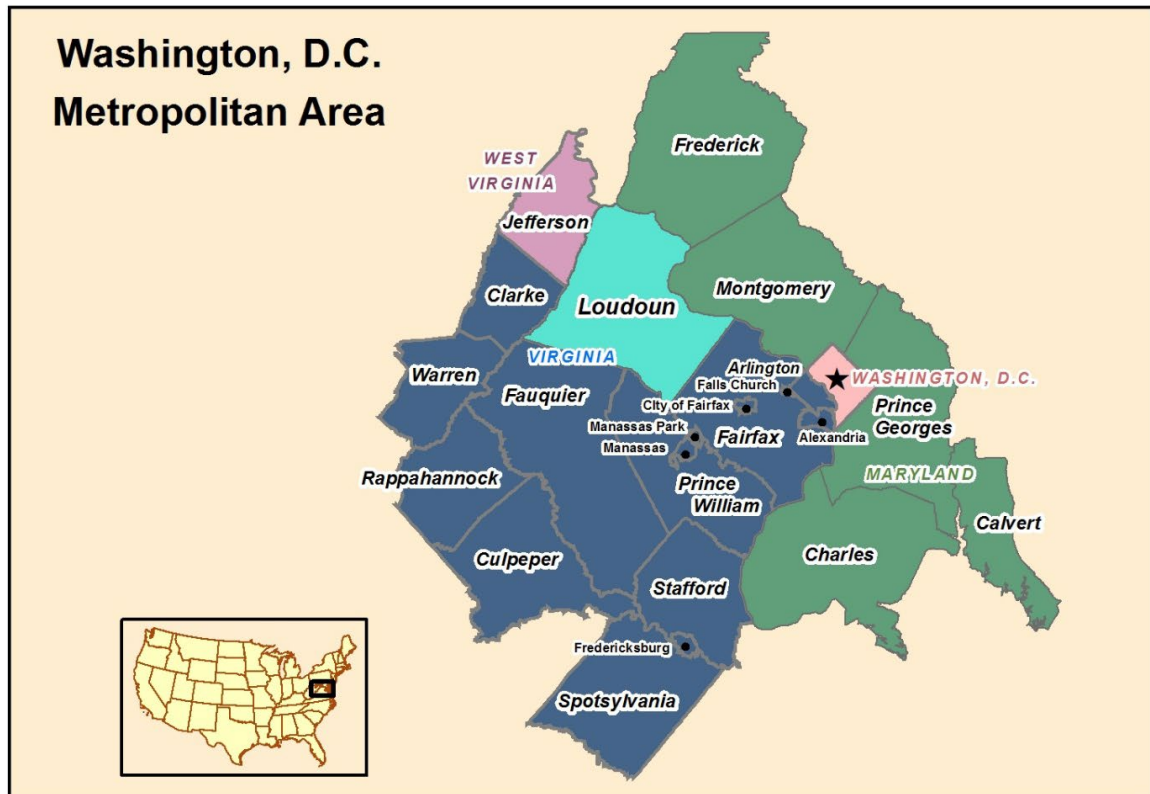 Washington, D.C.
Metropolitan Area
Frederick
WEST
VIRGINIA
Jefferson
Montgomery
Clarke
Loudoun
VIRGINIA
Warren
Fauquier
Arlington
Falls Church
WASHINGTON, D.C.
City of Fairfax
Prince
Georges
Manassas Park
Fairfax
Alexandria
Manassas
Rappahannock
Prince
William
MARYLAND
Calvert
Culpeper
Charles
Stafford
Fredericksburg
Spotsylvania